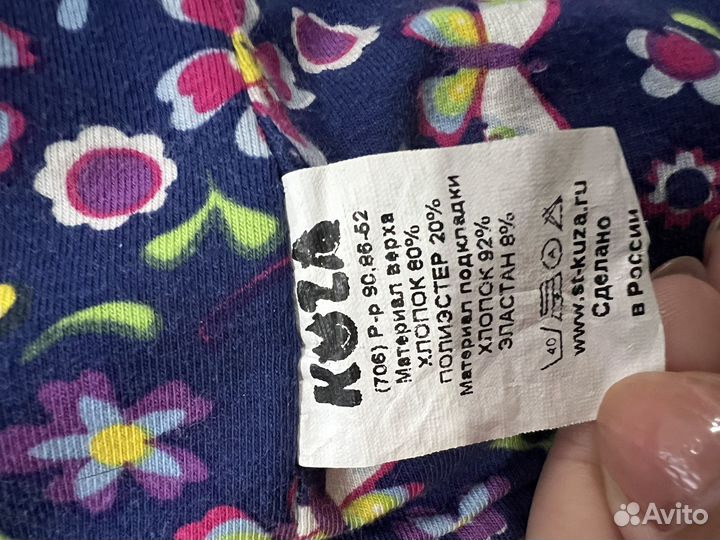 KUZA
(706) Р-р 90,86-52
Материал верха
ХЛОПОК 80%
ПОЛИЭСТЕР 20%
Материал подкладки
ХЛОПОК 92%
ЭЛАСТАН 8%
40 А
www.sr-kuza.ru
Сделано
в России
Avito